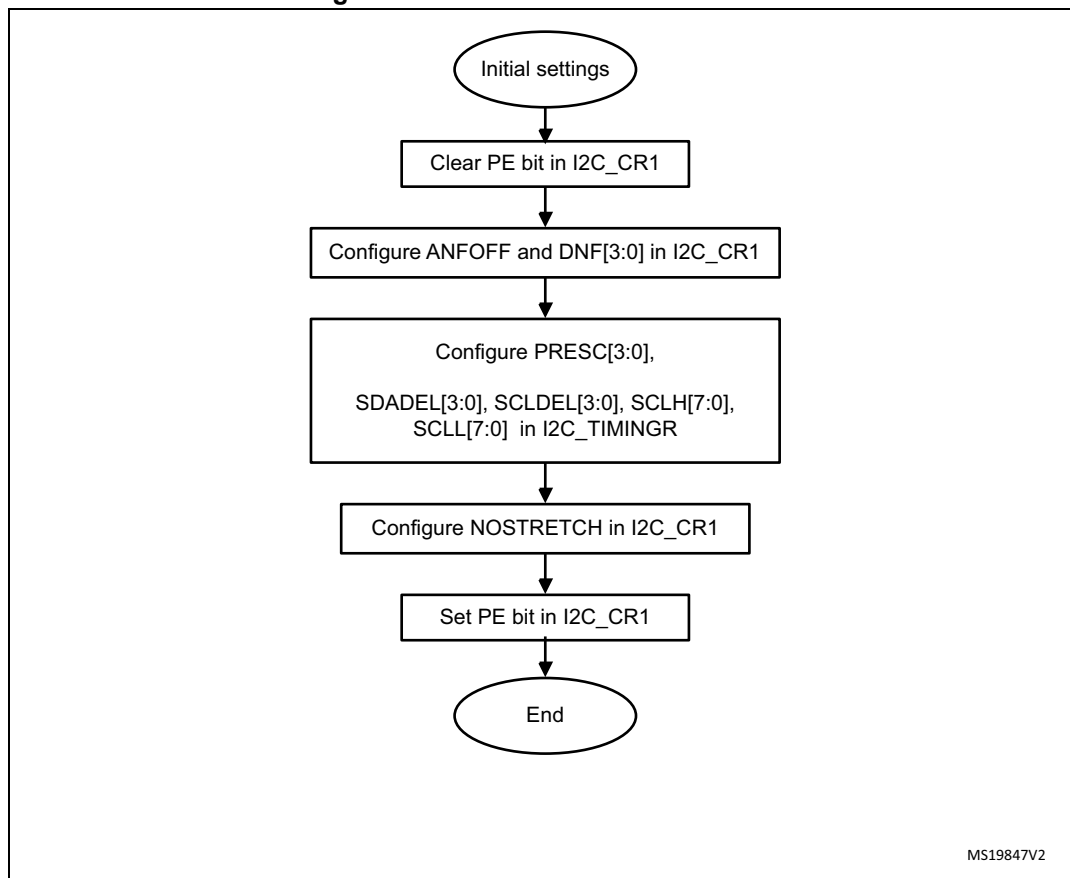 Initial settings
Clear PE bit in I2C_CR1
Configure ANFOFF and DNF[3:0] in I2C_CR1
Configure PRESC[3:0],
SDADEL[3:0], SCLDEL[3:0], SCLH[7:0],
SCLL[7:0] in I2C_TIMINGR
Configure NOSTRETCH in I2C_CR1
Set PE bit in I2C_CR1
End
MS19847V2